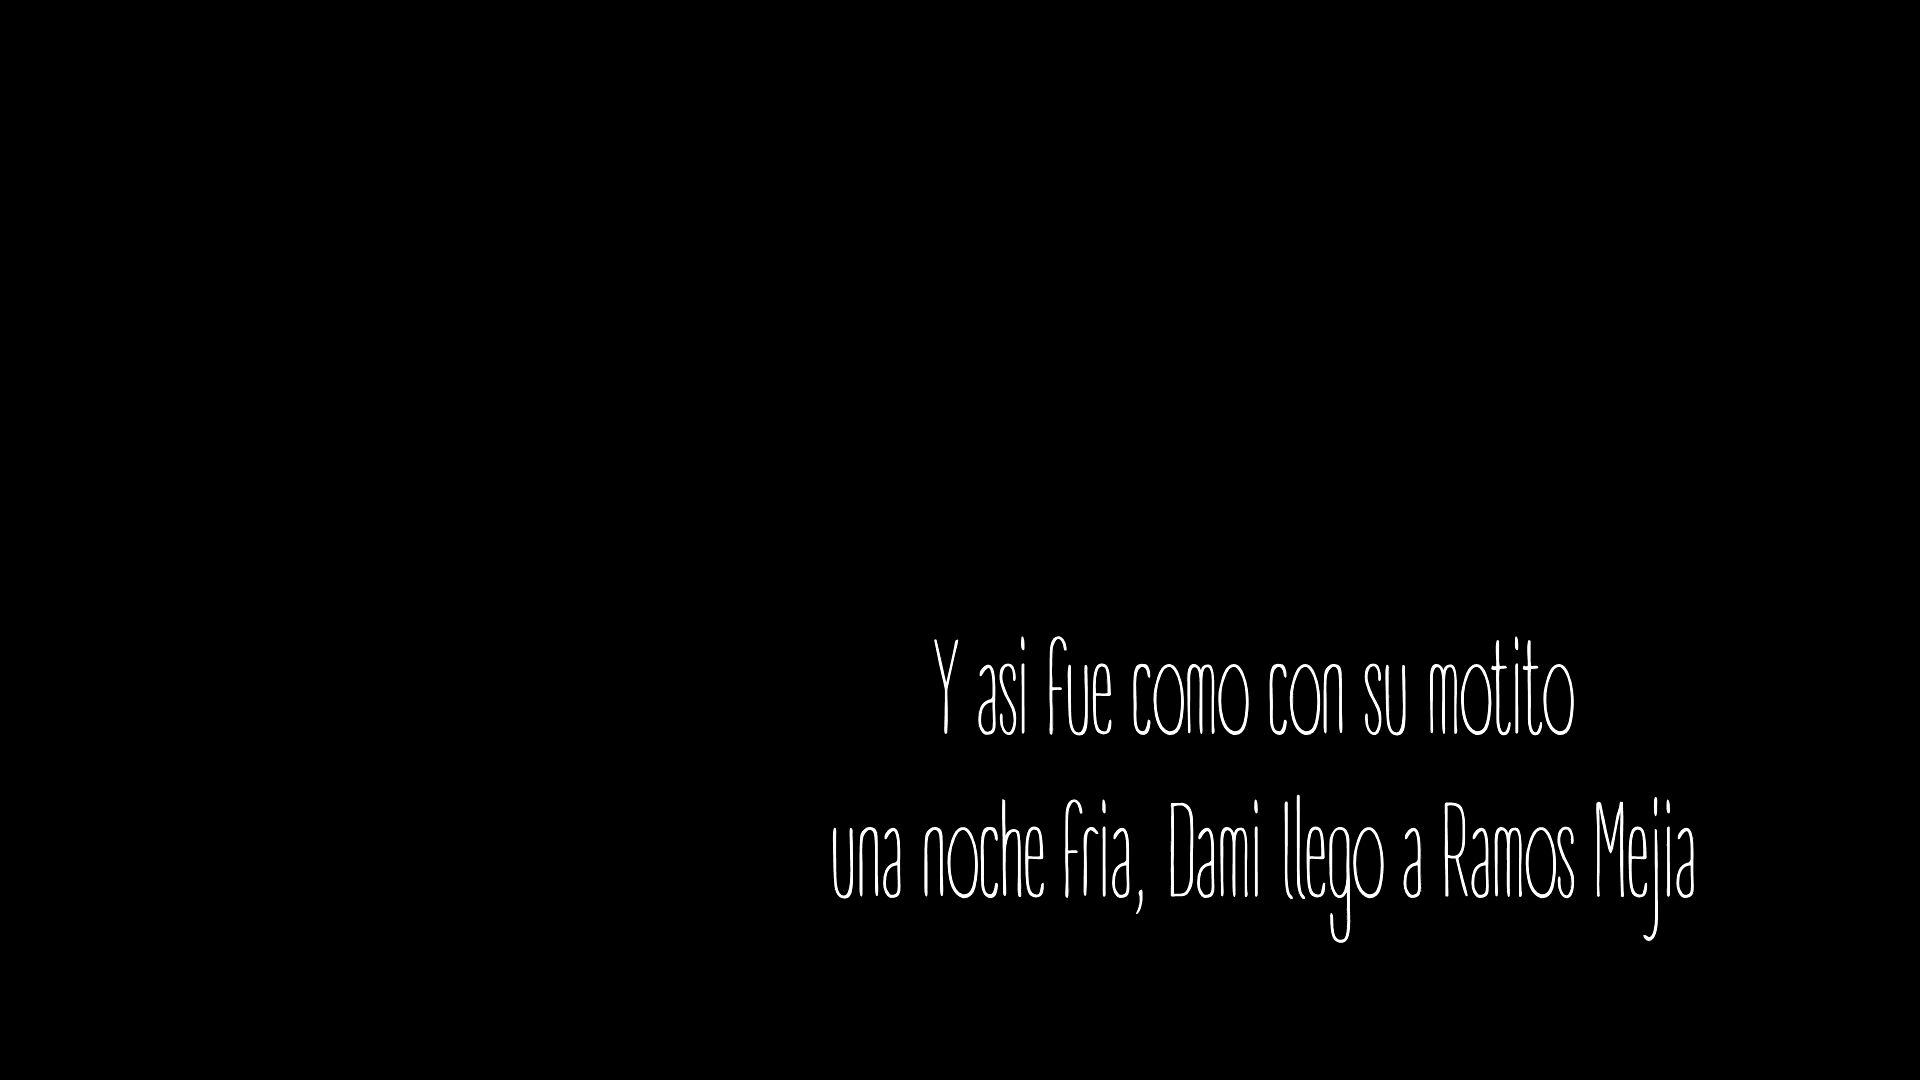 Y asi fue como con su motito
una noche fria, Dami llego a Ramos Mejia